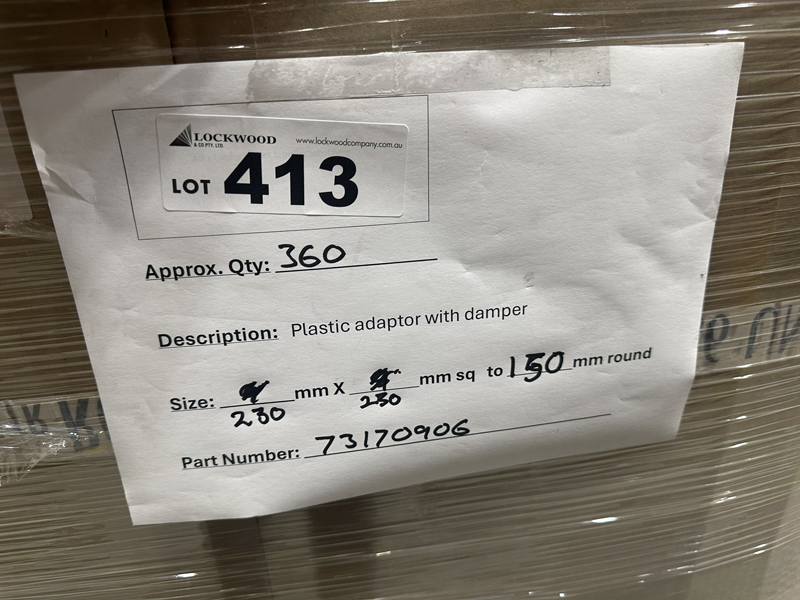 LOCKWOOD
& CO PTY. LTD.
www.lockwoodcompany.com.au
LOT 413
Approx. Qty: 360
Description: Plastic adaptor with damper
Size: 230 mm X 230 mm sq to 150 mm round
Part Number: 73170906